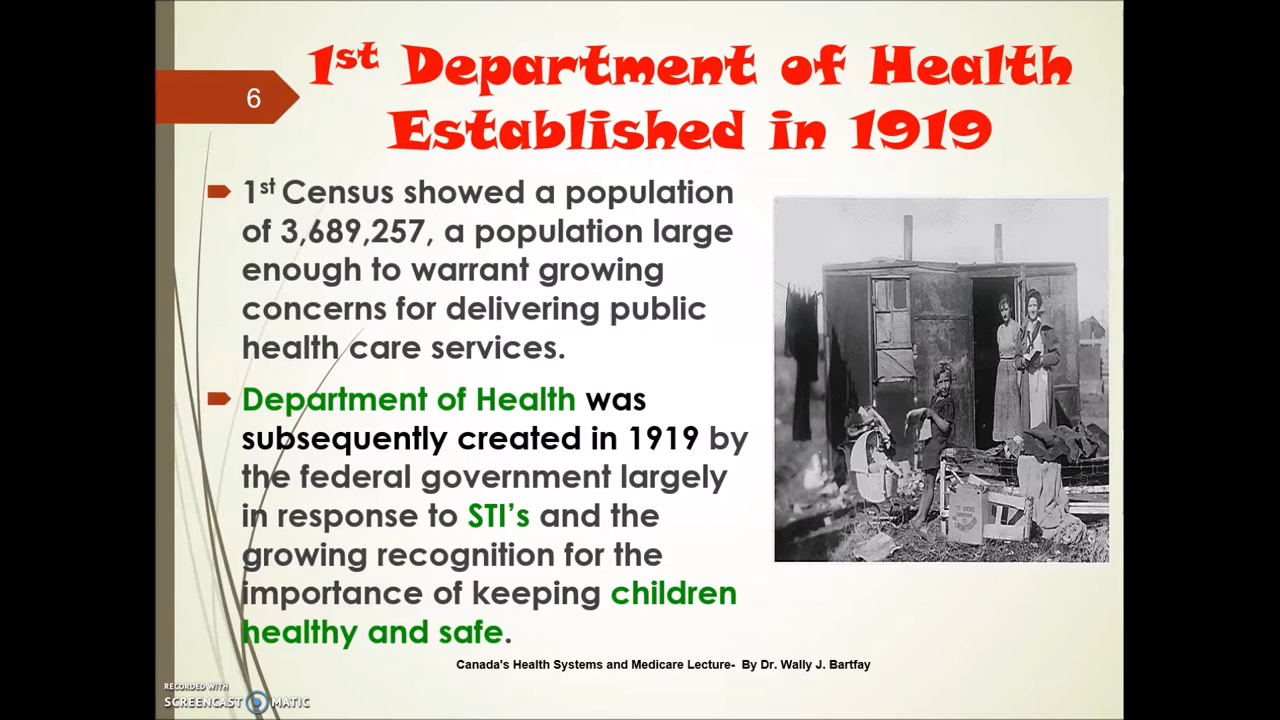 6
1st Department of Health
Established in 1919
1st Census showed a population
of 3,689,257, a population large
enough to warrant growing
concerns for delivering public
health care services.
Department of Health was
subsequently created in 1919 by
the federal government largely
in response to STI's and the
growing recognition for the
importance of keeping children
healthy and safe.
Canada's Health Systems and Medicare Lecture- By Dr. Wally J. Bartfay
RECORDED WITH
SCREENCAST MATIC